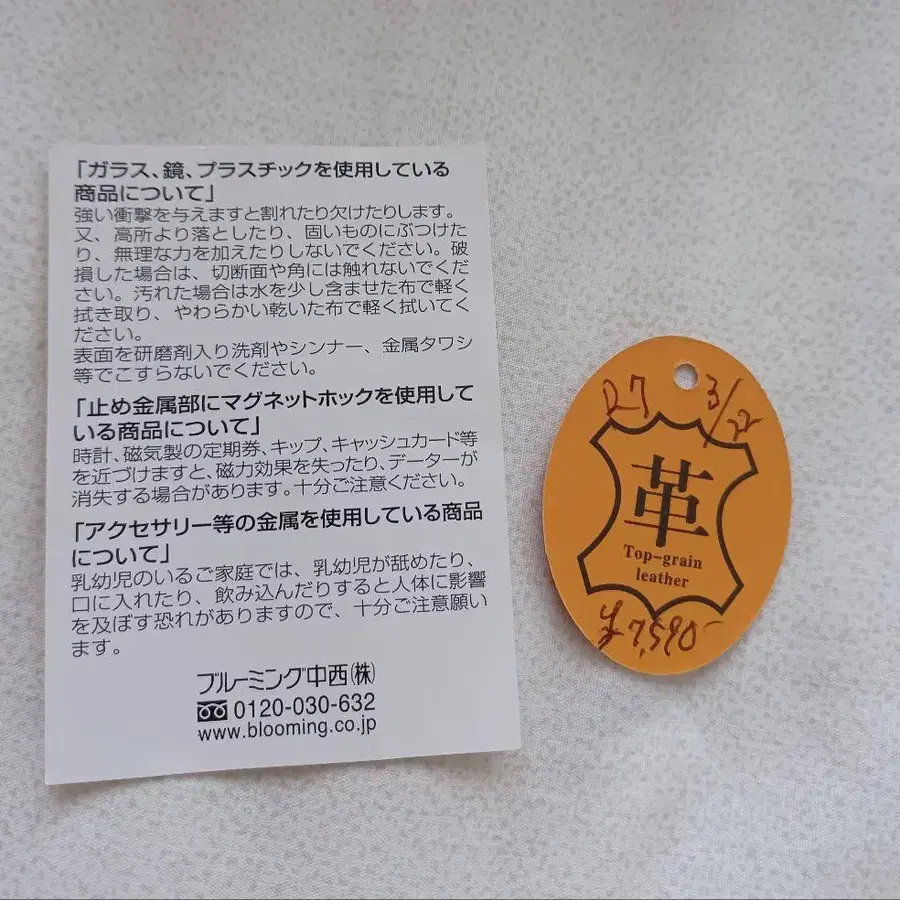 「ガラス、鏡、プラスチックを使用している
商品について」
強い衝撃を与えますと割れたり欠けたりします。
又、高所より落としたり、固いものにぶつけた
り、無理な力を加えたりしないでください。破
損した場合は、切断面や角には触れないでくだ
さい。汚れた場合は水を少し含ませた布で軽く
拭き取り、やわらかい乾いた布で軽く拭いてく
ださい。
表面を研磨剤入り洗剤やシンナー、金属タワシ
等でこすらないでください。
「止め金属部にマグネットホックを使用して
いる商品について」
時計、磁気製の定期券、キップ、キャッシュカード等
を近づけますと、磁力効果を失ったり、データーが
消失する場合があります。十分ご注意ください。
「アクセサリー等の金属を使用している商品
について」
乳幼児のいるご家庭では、乳幼児が舐めたり、
口に入れたり、飲み込んだりすると人体に影響
を及ぼす恐れがありますので、十分ご注意願い
ます。
ブルーミング中西(株)
0120-030-632
www.blooming.co.jp
3/22
革
Top-grain
leather